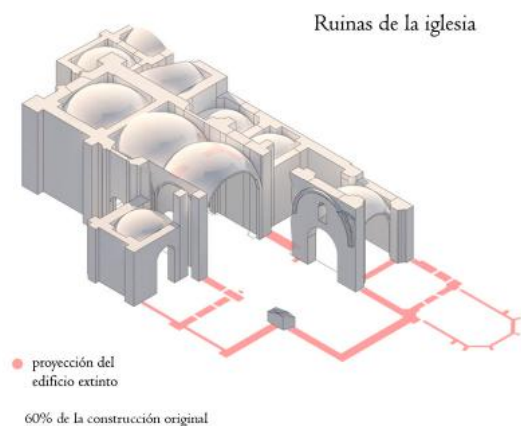 Ruinas de la iglesia
proyección del
edificio extinto
60% de la construcción original